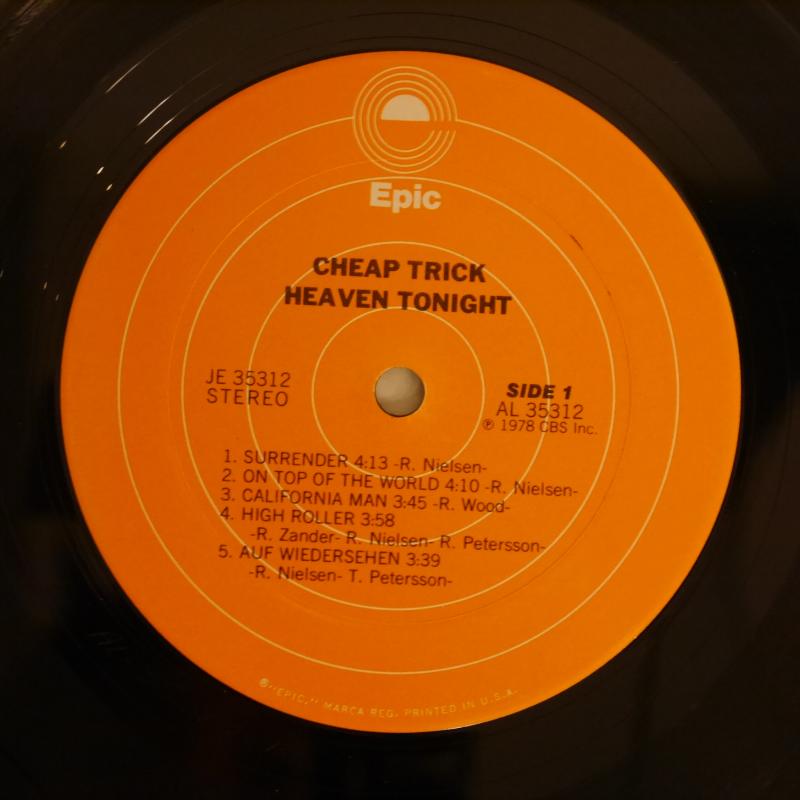 Epic
CHEAP TRICK
HEAVEN TONIGHT
JE 35312
STEREO
SIDE 1
AL 35312
℗ 1978 CBS Inc.
1. SURRENDER 4:13 -R. Nielsen-
2. ON TOP OF THE WORLD 4:10 -R. Nielsen-
3. CALIFORNIA MAN 3:45 -R. Wood-
4. HIGH ROLLER 3:58
-R. Zander- R. Nielsen- R. Petersson-
5. AUF WIEDERSEHEN 3:39
-R. Nielsen- T. Petersson-
®"EPIC," MARCA REG. PRINTED IN U.S.A.